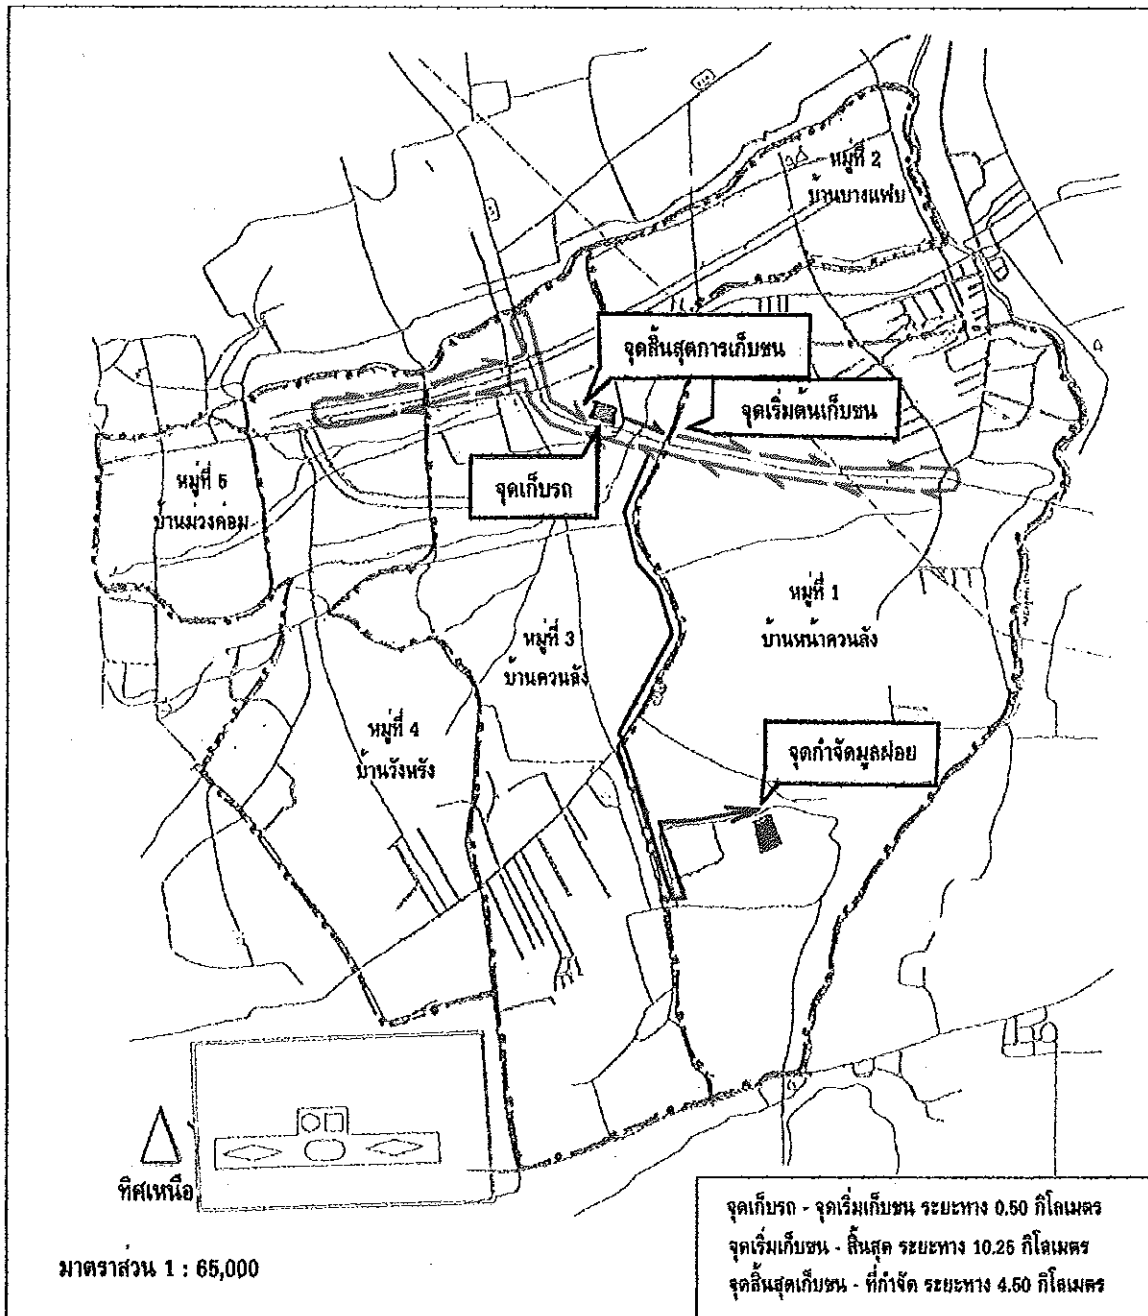 หมู่ที่ 2
บ้านบางแฟบ
จุดสิ้นสุดการเก็บขน
จุดเริ่มต้นเก็บขน
หมู่ที่ 5
บ้านม่วงค่อม
จุดเก็บรถ
หมู่ที่ 1
บ้านหน้าควนลัง
หมู่ที่ 3
บ้านควนลัง
หมู่ที่ 4
บ้านวังหรัง
จุดกำจัดมูลฝอย
ทิศเหนือ
มาตราส่วน 1 : 65,000
จุดเก็บรถ - จุดเริ่มเก็บขน ระยะทาง 0.50 กิโลเมตร
จุดเริ่มเก็บขน - สิ้นสุด ระยะทาง 10.25 กิโลเมตร
จุดสิ้นสุดเก็บขน - ที่กำจัด ระยะทาง 4.50 กิโลเมตร